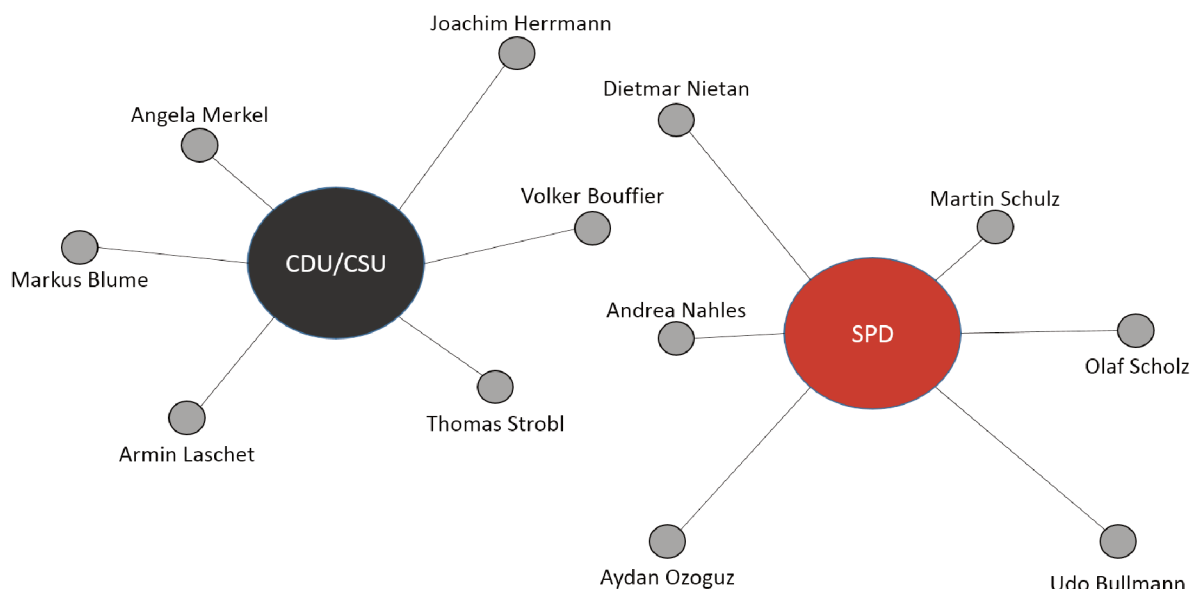 Joachim Herrmann
Dietmar Nietan
Angela Merkel
Volker Bouffier
Martin Schulz
CDU/CSU
Markus Blume
Andrea Nahles
SPD
Olaf Scholz
Thomas Strobl
Armin Laschet
Aydan Ozoguz
Udo Bullmann